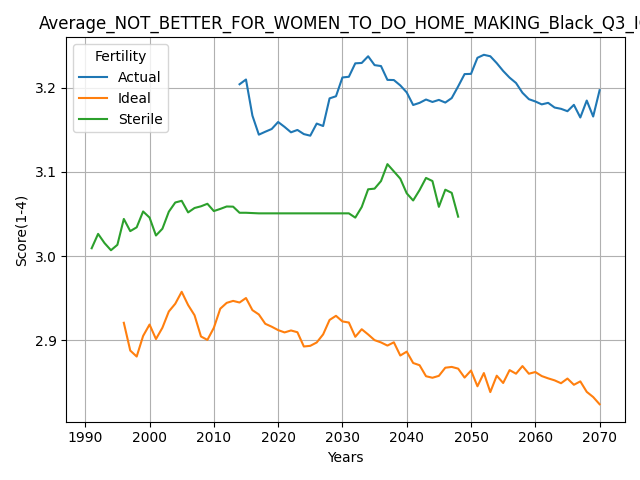 Average_NOT_BETTER_FOR_WOMEN_TO_DO_HOME_MAKING_Black_Q3_I
Fertility
Actual
Ideal
Sterile
Score(1-4)
3.2
3.1
3.0
2.9
1990 2000 2010 2020 2030 2040 2050 2060 2070
Years